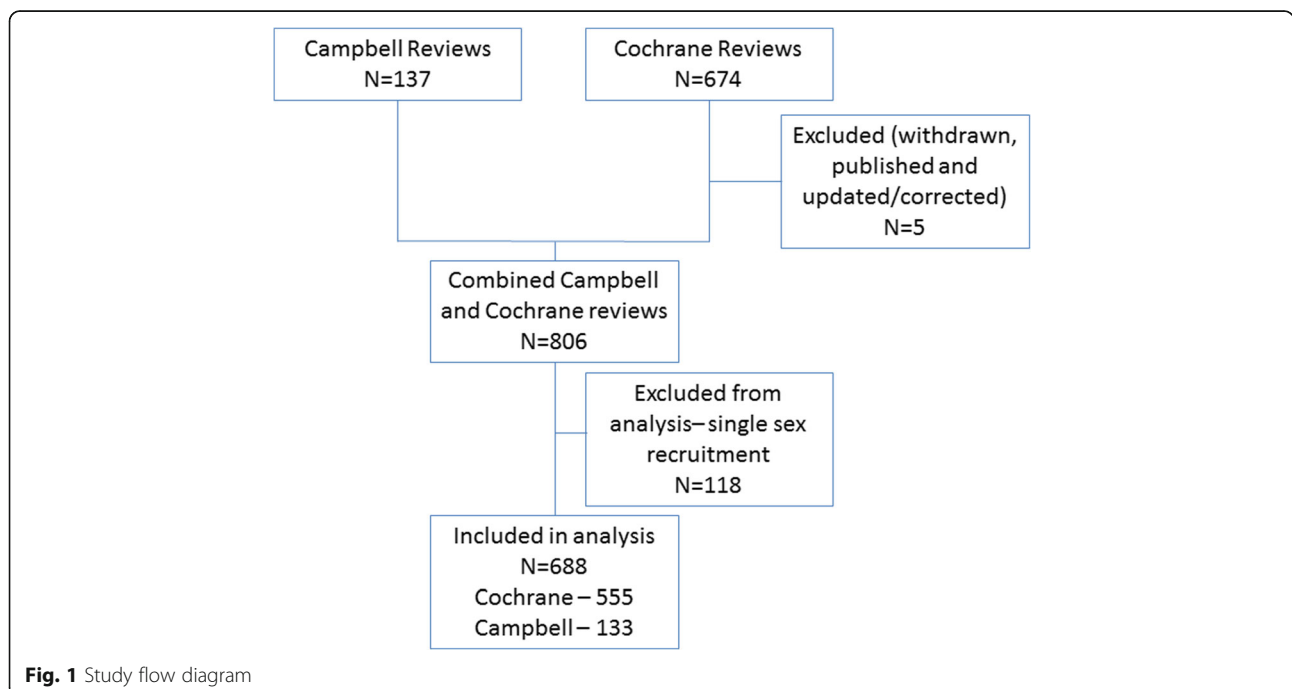 Campbell Reviews
N=137
Cochrane Reviews
N=674
Excluded (withdrawn,
published and
updated/corrected)
N=5
Combined Campbell
and Cochrane reviews
N=806
Excluded from
analysis– single sex
recruitment
N=118
Included in analysis
N=688
Cochrane – 555
Campbell – 133
Fig. 1 Study flow diagram